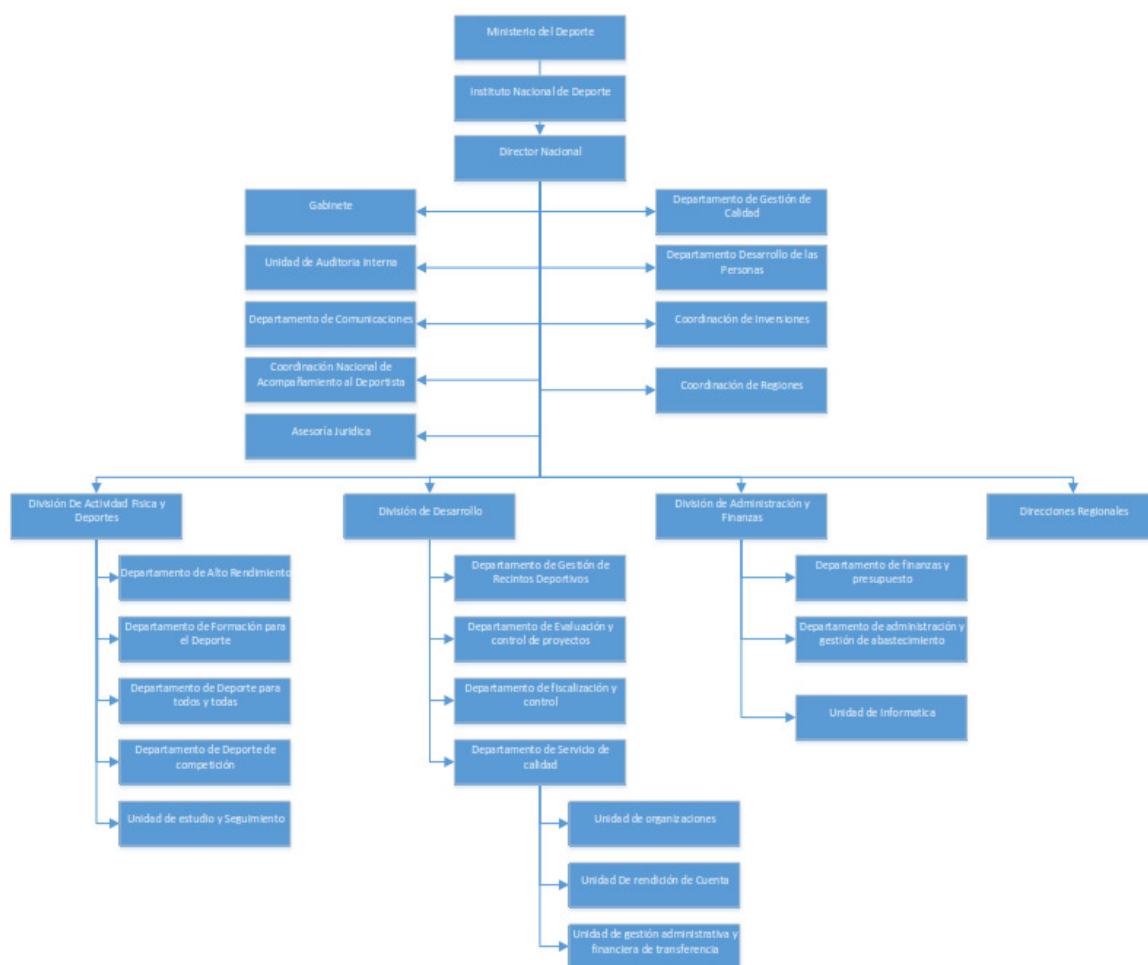 Ministerio del Deporte
Instituto Nacional de Deporte
Director Nacional
Gabinete
Departamento de Gestión de
Calidad
Unidad de Auditoria Interna
Departamento Desarrollo de las
Personas
Departamento de Comunicaciones
Coordinación de Inversiones
Coordinación Nacional de
Acompañamiento al Deportista
Coordinación de Regiones
Asesoría Juridica
División De Actividad Fisica y
Deportes
División de Desarrollo
División de Administración y
Finanzas
Direcciones Regionales
Departamento de Alto Rendimiento
Departamento de Gestión de
Recintos Deportivos
Departamento de finanzas y
presupuesto
Departamento de Formación para
el Deporte
Departamento de Evaluación y
control de proyectos
Departamento de administración y
gestión de abastecimiento
Departamento de Deporte para
todos y todas
Departamento de fiscalización y
control
Unidad de Informatica
Departamento de Deporte de
competición
Departamento de Servicio de
calidad
Unidad de estudio y Seguimiento
Unidad de organizaciones
Unidad De rendición de Cuenta
Unidad de gestión administrativa y
financiera de transferencia